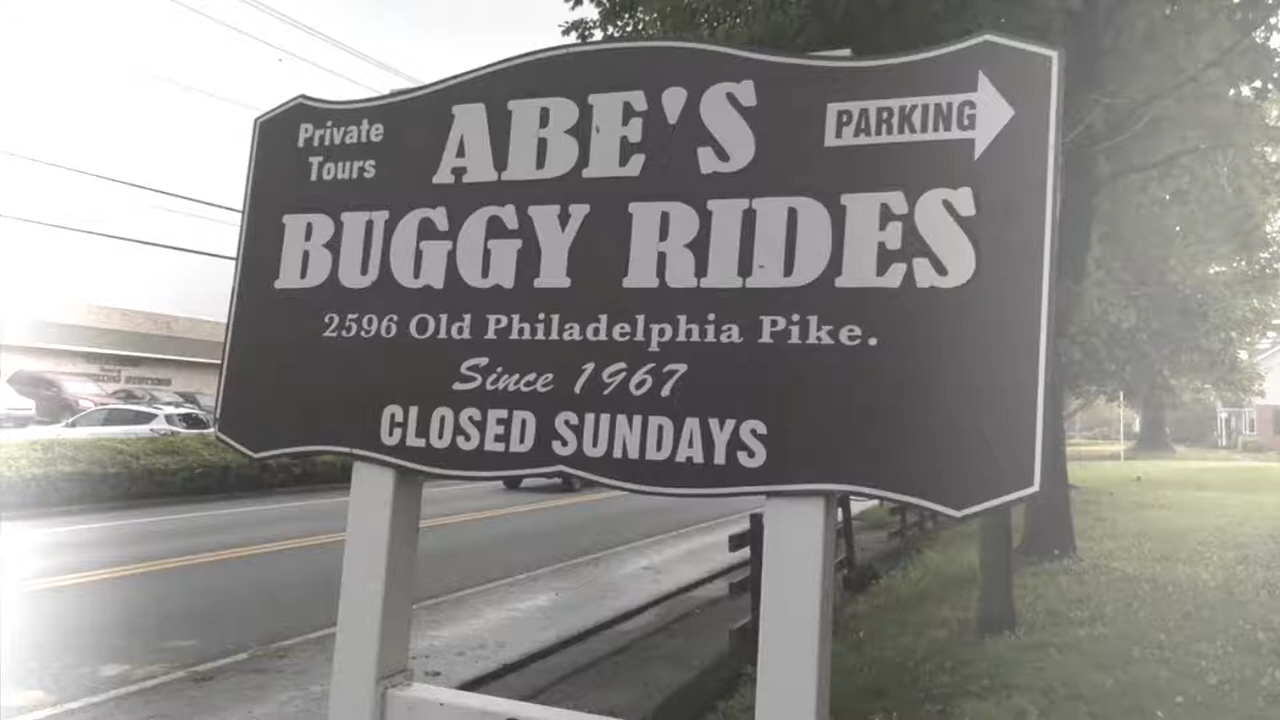 Private
Tours
ABE'S
PARKING
BUGGY RIDES
2596 Old Philadelphia Pike.
Since 1967
CLOSED SUNDAYS